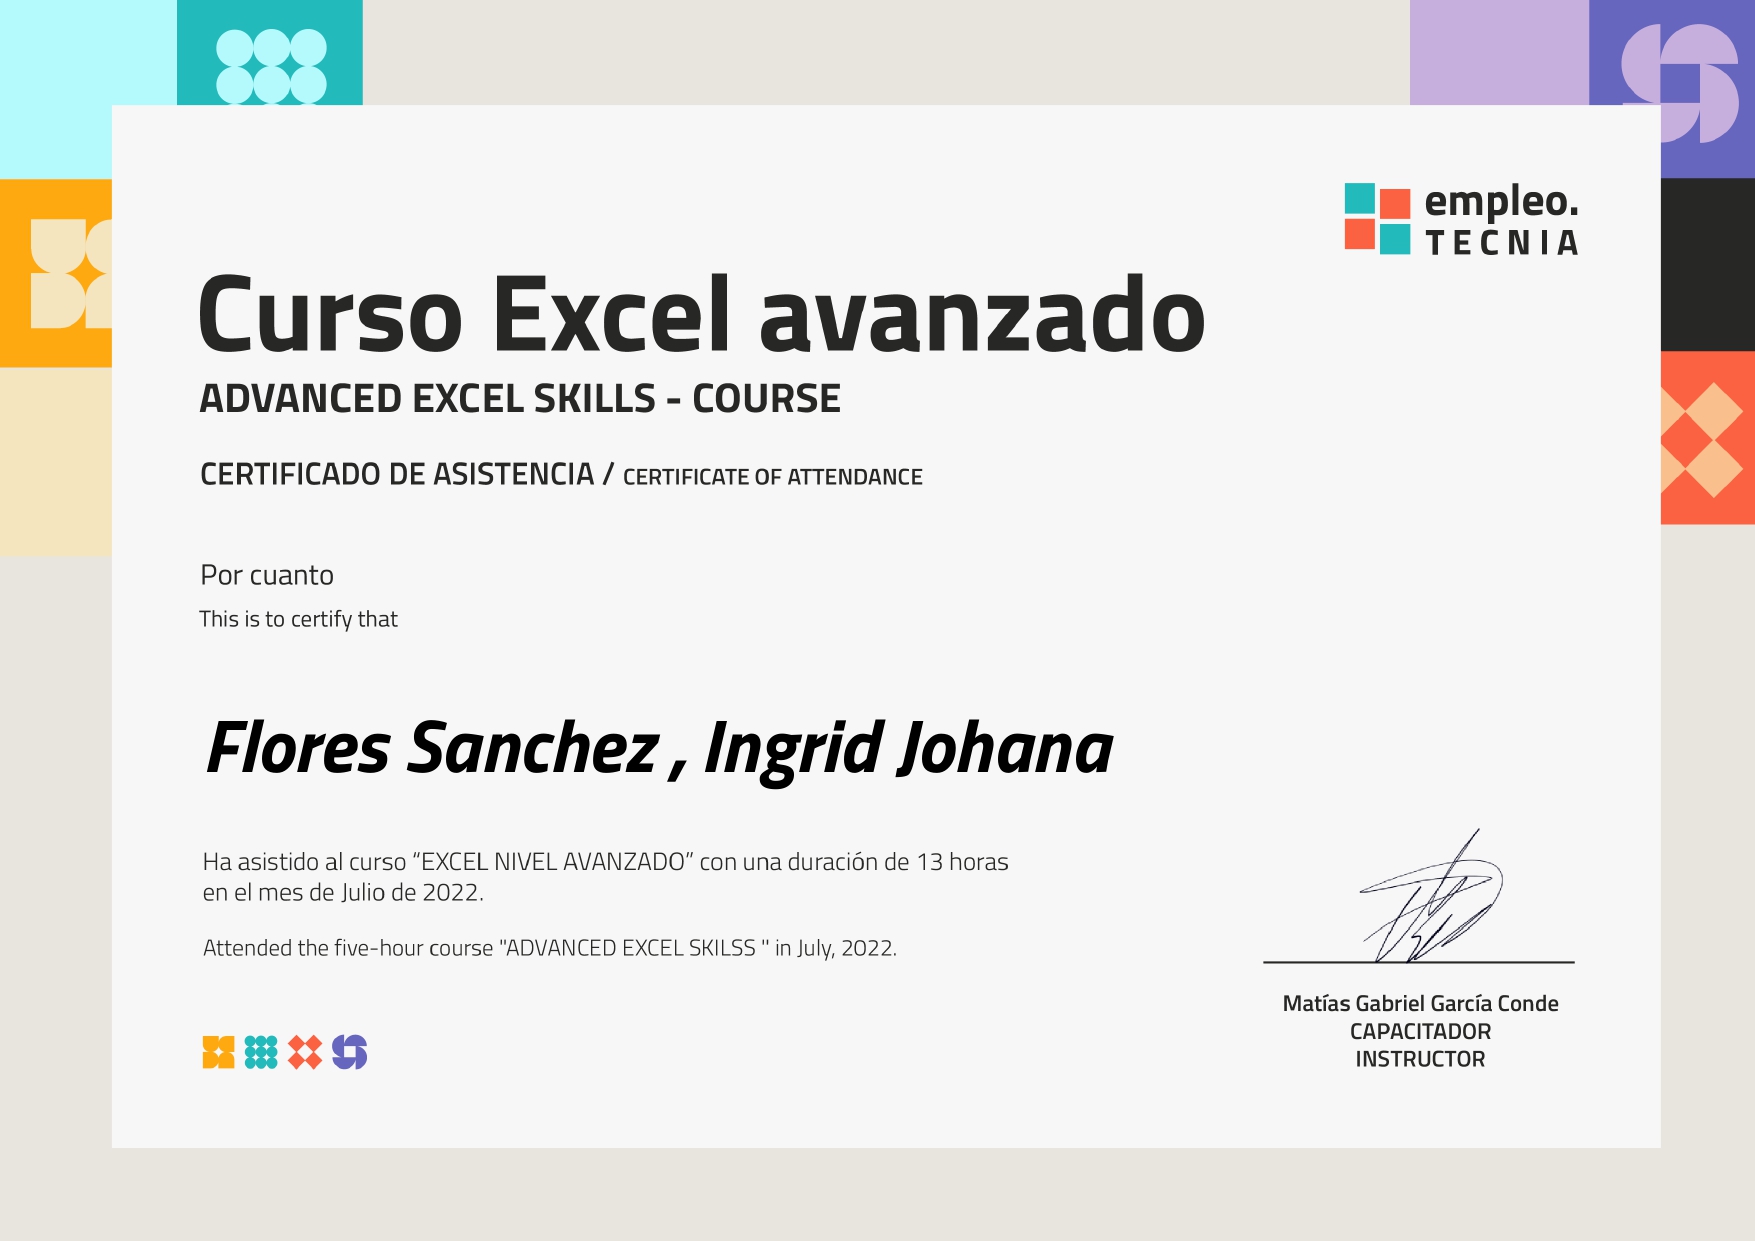 empleo.
TECNIA
Curso Excel avanzado
ADVANCED EXCEL SKILLS - COURSE
CERTIFICADO DE ASISTENCIA / CERTIFICATE OF ATTENDANCE
Por cuanto
This is to certify that
Flores Sanchez , Ingrid Johana
Ha asistido al curso “EXCEL NIVEL AVANZADO” con una duración de 13 horas
en el mes de Julio de 2022.
Attended the five-hour course "ADVANCED EXCEL SKILSS " in July, 2022.
Matías Gabriel García Conde
CAPACITADOR
INSTRUCTOR